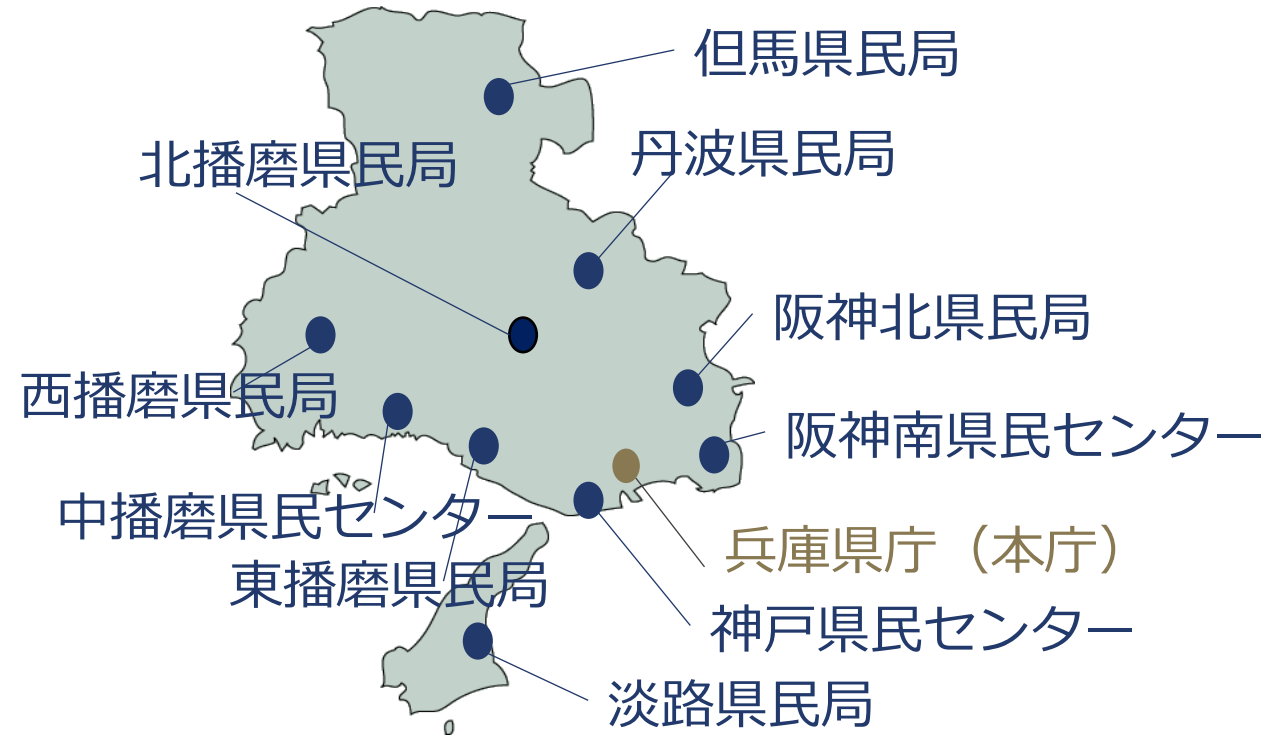 但馬県民局
丹波県民局
北播磨県民局
阪神北県民局
西播磨県民局
阪神南県民センター
中播磨県民センター
兵庫県庁（本庁）
東播磨県民局
神戸県民センター
淡路県民局